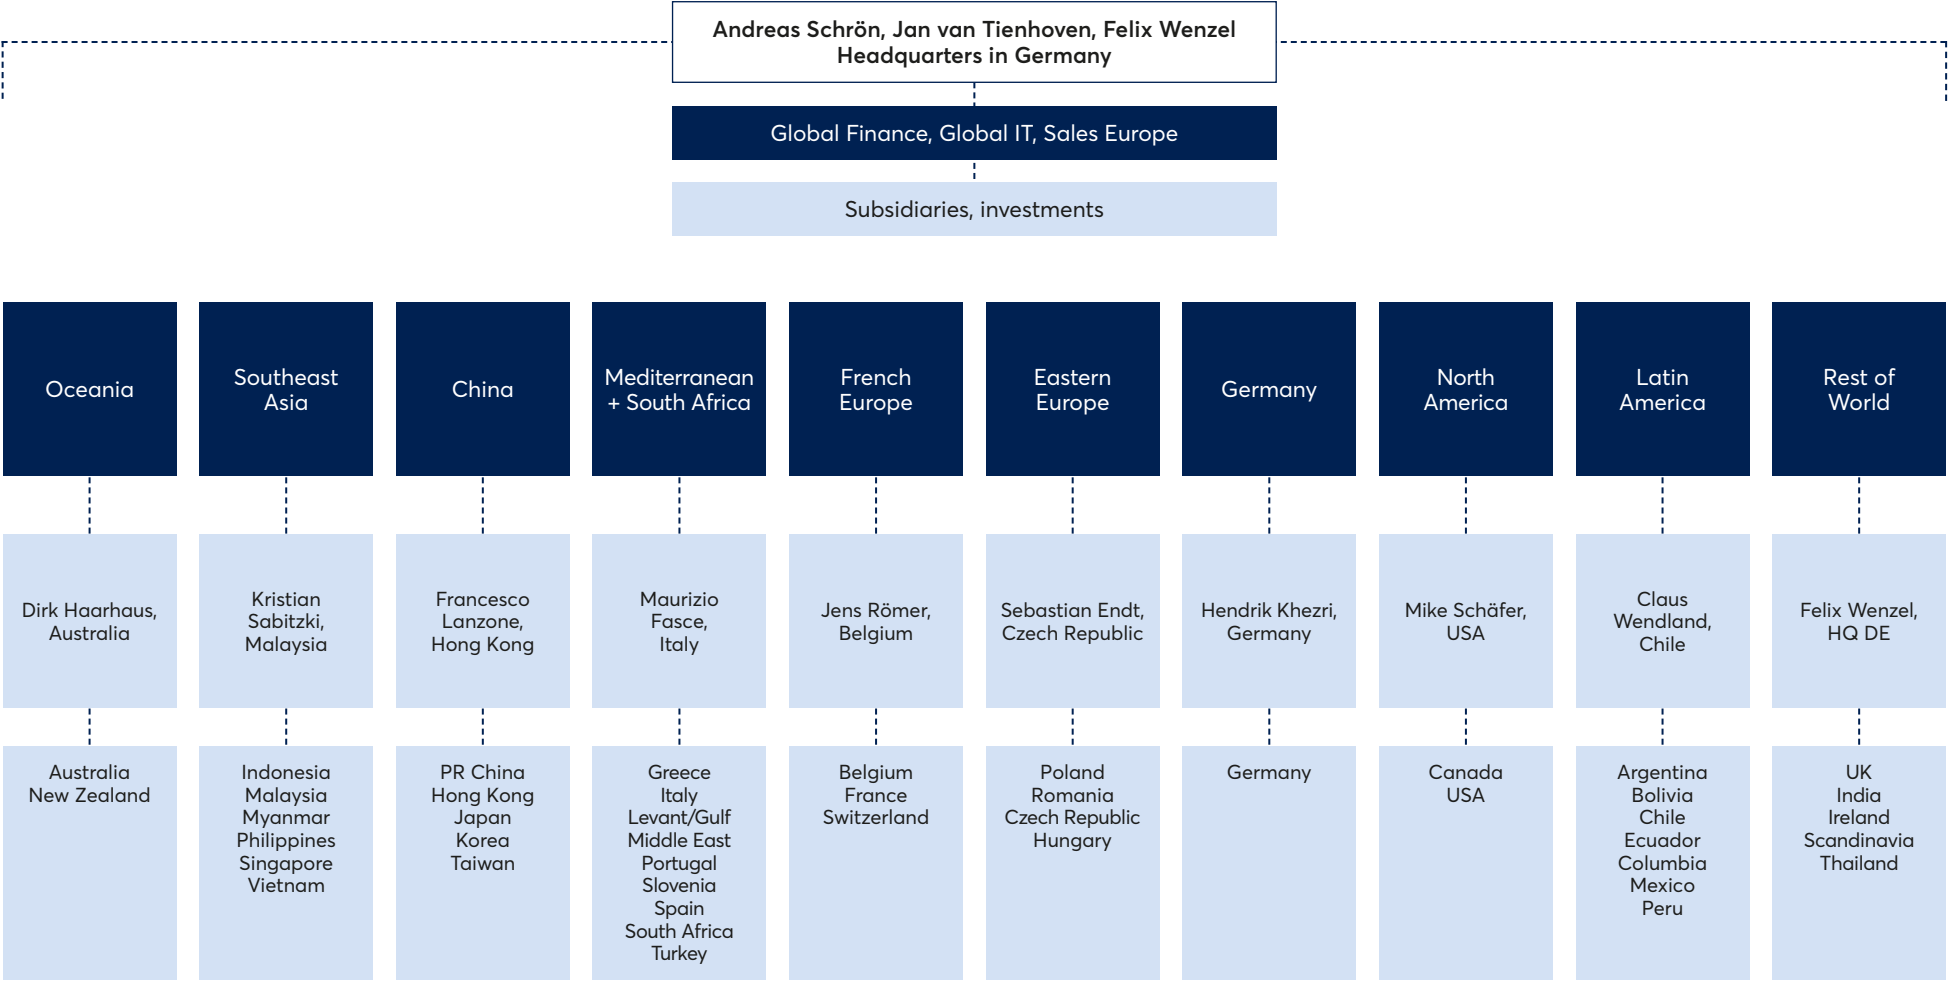 Andreas Schrön, Jan van Tienhoven, Felix Wenzel
Headquarters in Germany
Global Finance, Global IT, Sales Europe
Subsidiaries, investments
Oceania
Southeast
Asia
China
Mediterranean
+ South Africa
French
Europe
Eastern
Europe
Germany
North
America
Latin
America
Rest of
World
Dirk Haarhaus,
Australia
Kristian
Sabitzki,
Malaysia
Francesco
Lanzone,
Hong Kong
Maurizio
Fasce,
Italy
Jens Römer,
Belgium
Sebastian Endt,
Czech Republic
Hendrik Khezri,
Germany
Mike Schäfer,
USA
Claus
Wendland,
Chile
Felix Wenzel,
HQ DE
Australia
New Zealand
Indonesia
Malaysia
Myanmar
Philippines
Singapore
Vietnam
PR China
Hong Kong
Japan
Korea
Taiwan
Greece
Italy
Levant/Gulf
Middle East
Portugal
Slovenia
Spain
South Africa
Turkey
Belgium
France
Switzerland
Poland
Romania
Czech Republic
Hungary
Germany
Canada
USA
Argentina
Bolivia
Chile
Ecuador
Columbia
Mexico
Peru
UK
India
Ireland
Scandinavia
Thailand